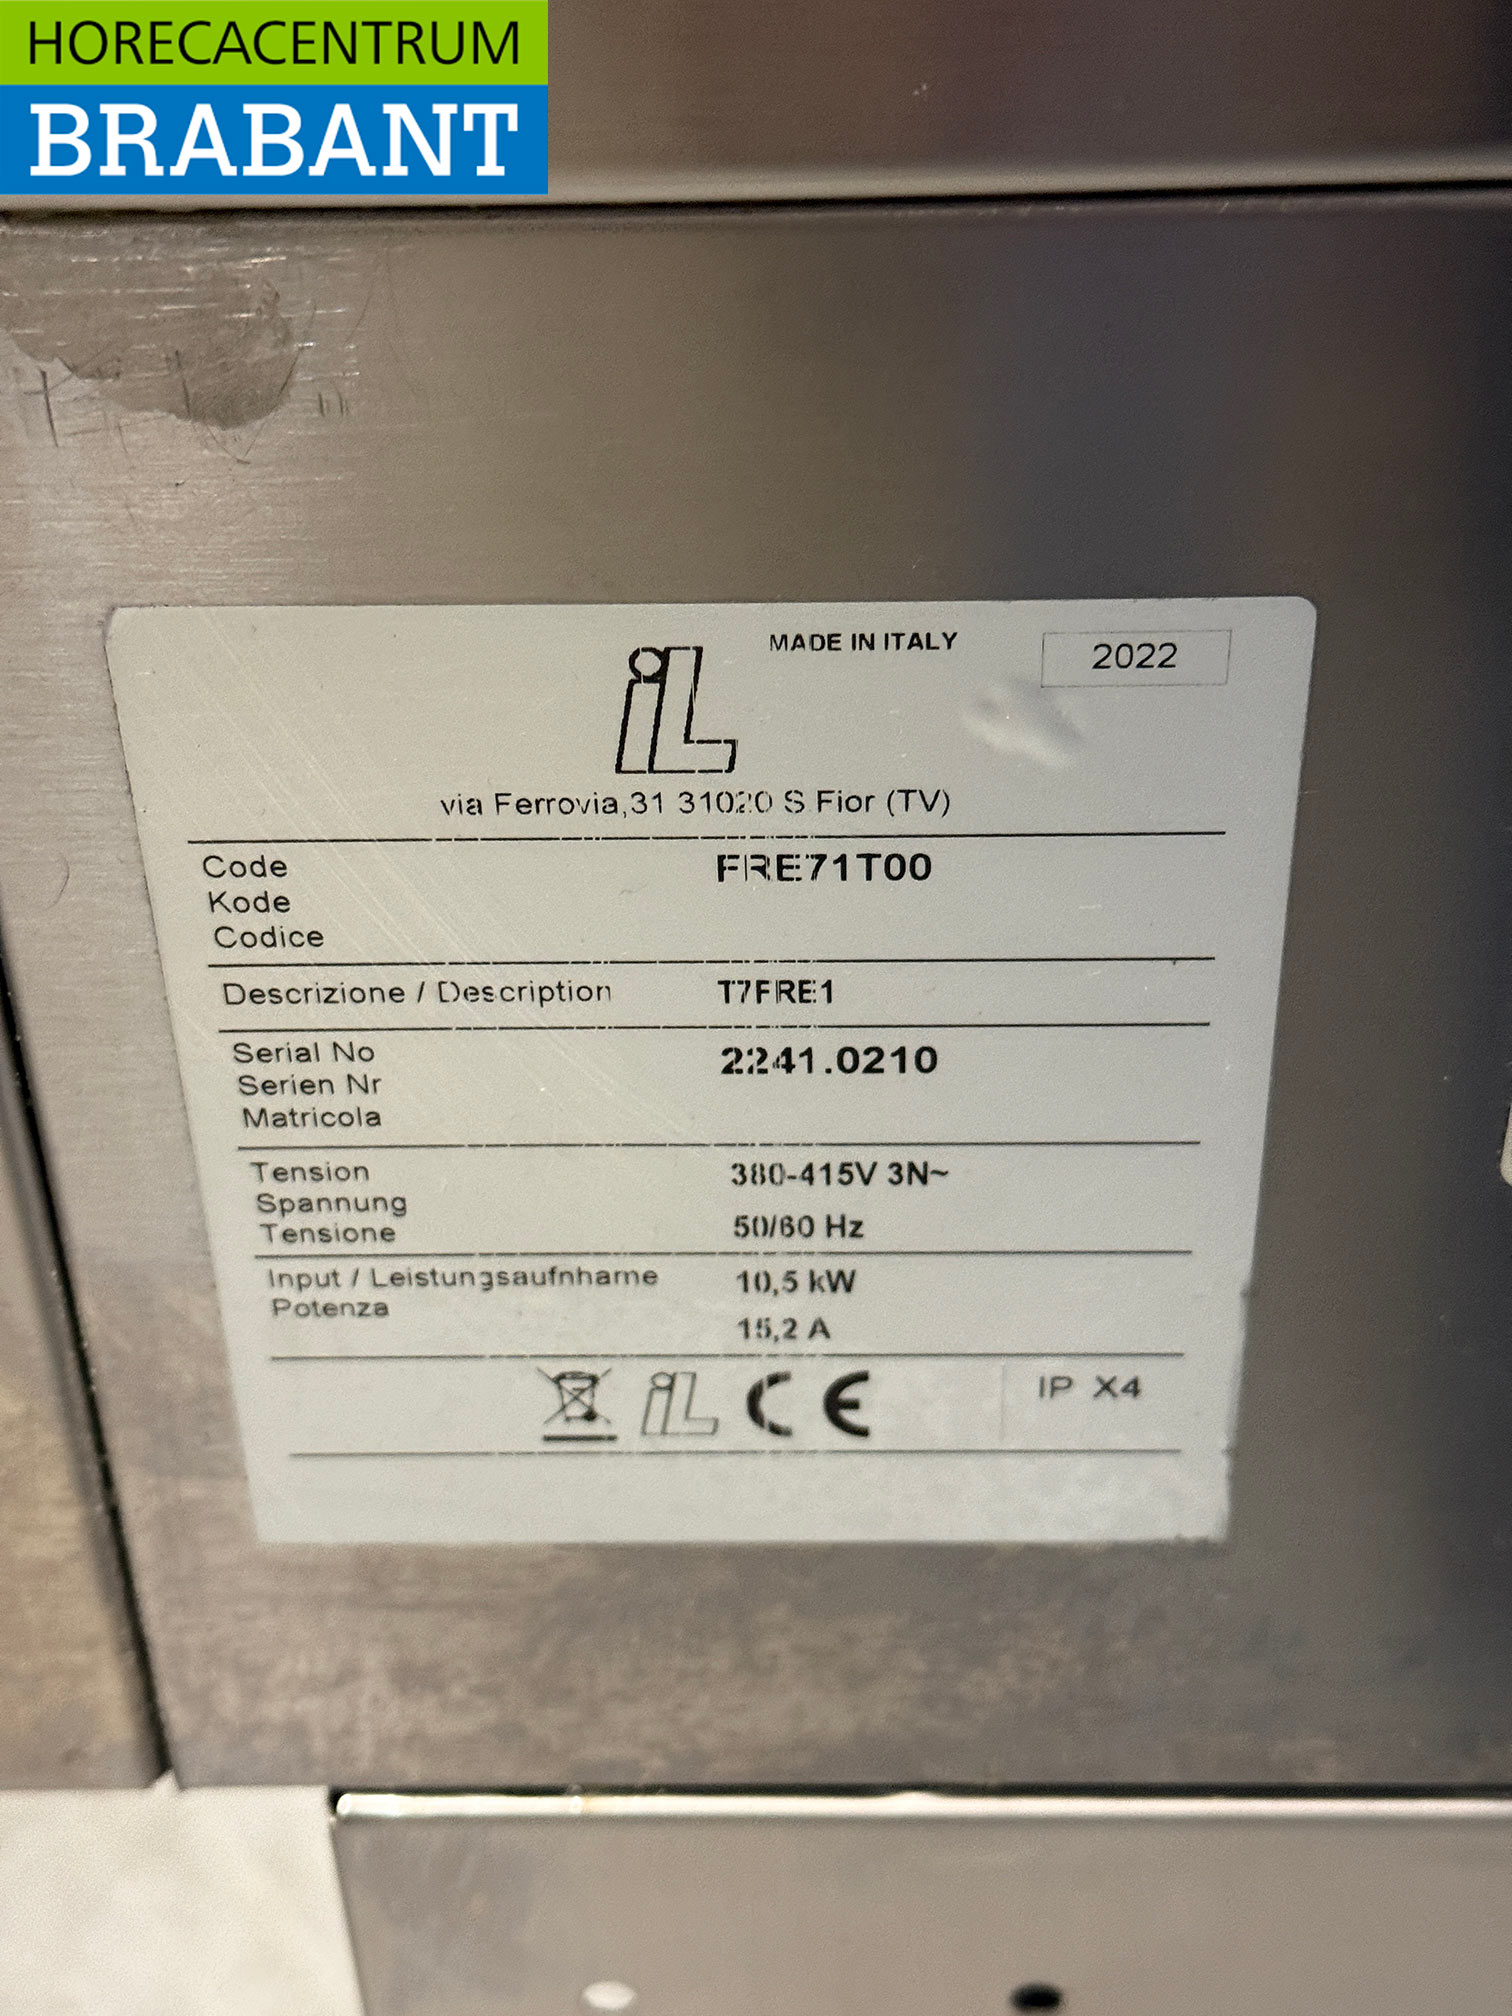 HORECACENTRUM
BRABANT
iL
MADE IN ITALY
2022
via Ferrovia,31 31020 S.Fior (TV)
Code
FRE71T00
Kode
Codice
Descrizione / Description
T7FRE1
Serial No
2241.0210
Serien Nr
Matricola
Tension
380-415V 3N~
Spannung
50/60 Hz
Tensione
Input / Leistungsaufnhame
10,5 kW
Potenza
15,2 A
iL CE
IP X4